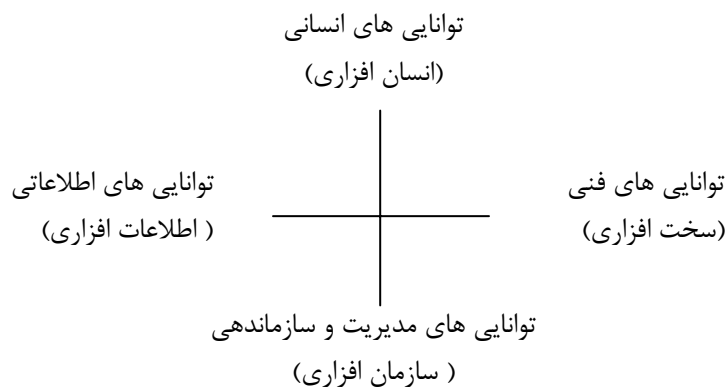 توانایی های انسانی
(انسان افزاری)
توانایی های فنی
(سخت افزاری)
توانایی های اطلاعاتی
( اطلاعات افزاری)
توانایی های مدیریت و سازماندهی
( سازمان افزاری)